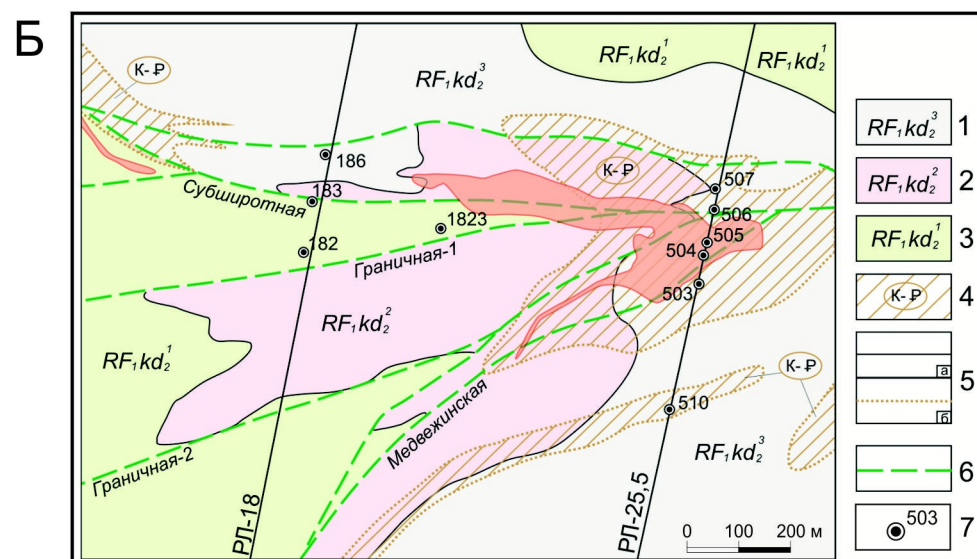 Б
RF₁kd₂¹
RF₁kd₂¹
К-Ꝑ
RF₁kd₂³
К-Ꝑ
186
507
183
Субширотная
506
1823
505
182
504
Граничная-1
503
RF₁kd₂²
К-Ꝑ
RF₁kd₂¹
Медвежинская
510
Граничная-2
RF₁kd₂³
РЛ-18
РЛ-25,5
0 100 200 м
RF₁kd₂³ 1
RF₁kd₂² 2
RF₁kd₂¹ 3
К-Ꝑ 4
а
5
б
6
503 7